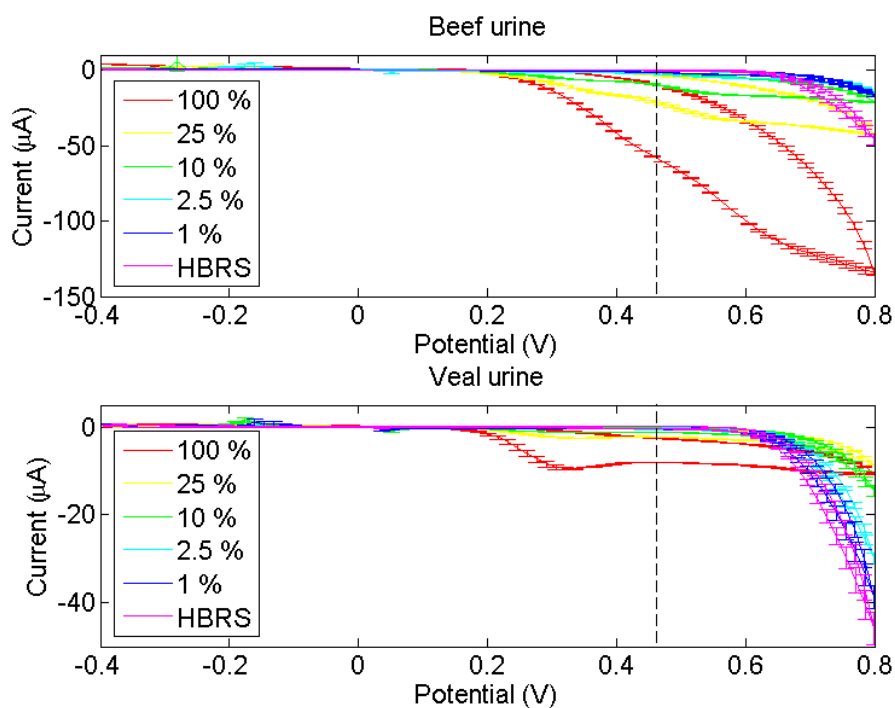 Beef urine
0
-50
-100
-150
Current (µA)
100 %
25 %
10 %
2.5 %
1 %
HBRS
-0.4 -0.2 0 0.2 0.4 0.6 0.8
Potential (V)
Veal urine
0
-20
-40
Current (µA)
100 %
25 %
10 %
2.5 %
1 %
HBRS
-0.4 -0.2 0 0.2 0.4 0.6 0.8
Potential (V)